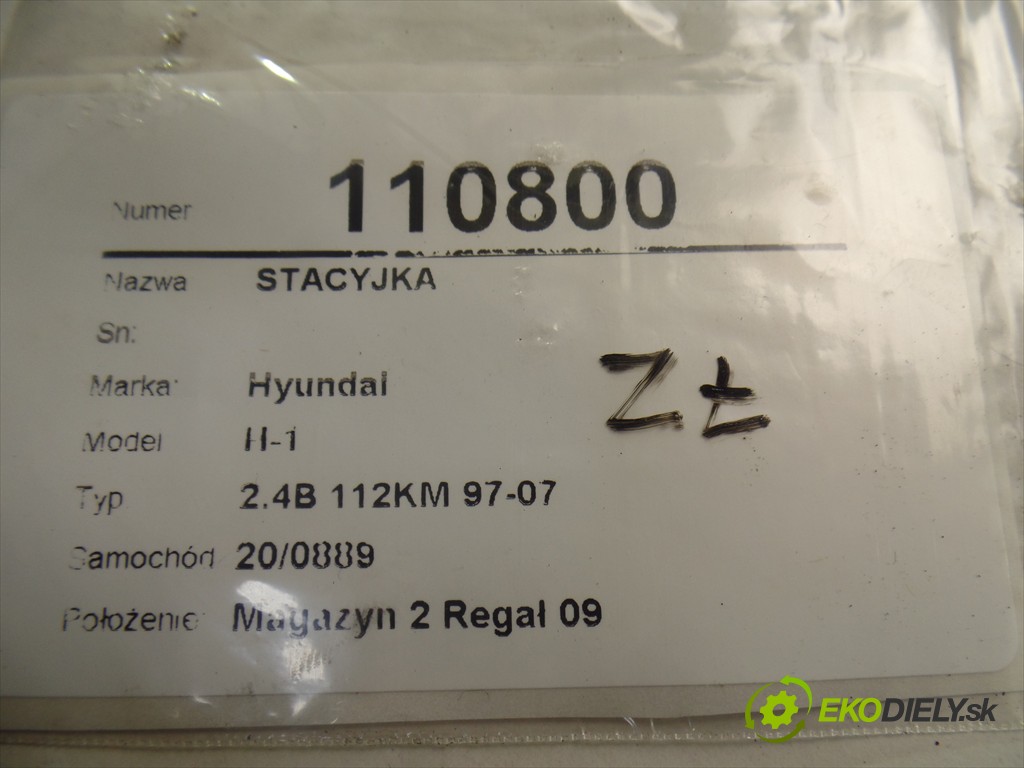 Numer 110800
Nazwa STACYJKA
Sn:
Marka: Hyundai
Model H-1
Typ 2.4B 112KM 97-07
Samochód 20/0889
Położenie: Magazyn 2 Regał 09
Zł
EKODIELY.sk